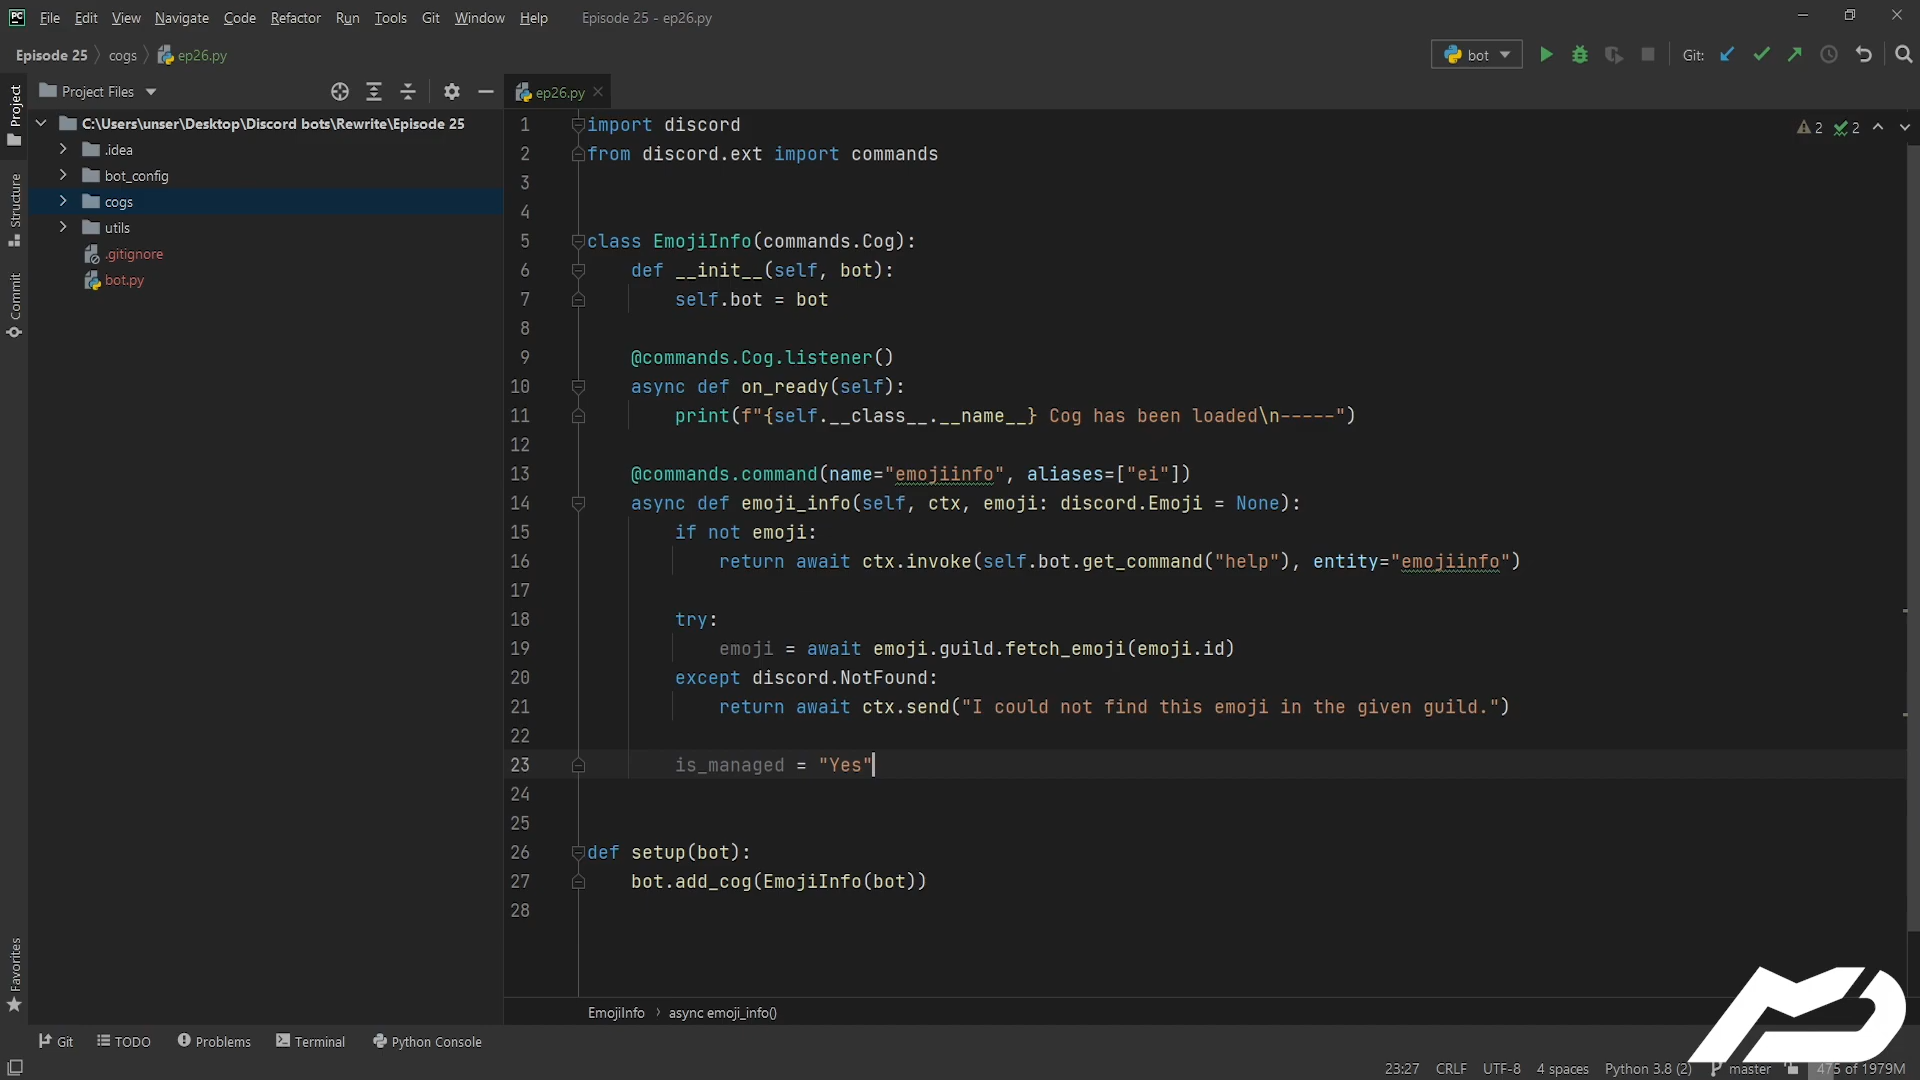 PC File Edit View Navigate Code Refactor Run Tools Git Window Help Episode 25 - ep26.py
Episode 25 cogs ep26.py bot Git:
Project Files
ep26.py
Project
Structure
Commit
Favorites
C:\Users\unser\Desktop\Discord bots\Rewrite\Episode 25
.idea
bot_config
cogs
utils
.gitignore
bot.py
2 2
1 import discord
2 from discord.ext import commands
3
4
5 class EmojiInfo(commands.Cog):
6 def __init__(self, bot):
7 self.bot = bot
8
9 @commands.Cog.listener()
10 async def on_ready(self):
11 print(f"{self.__class__.__name__} Cog has been loaded\n-----")
12
13 @commands.command(name="emojiinfo", aliases=["ei"])
14 async def emoji_info(self, ctx, emoji: discord.Emoji = None):
15 if not emoji:
16 return await ctx.invoke(self.bot.get_command("help"), entity="emojiinfo")
17
18 try:
19 emoji = await emoji.guild.fetch_emoji(emoji.id)
20 except discord.NotFound:
21 return await ctx.send("I could not find this emoji in the given guild.")
22
23 is_managed = "Yes"
24
25
26 def setup(bot):
27 bot.add_cog(EmojiInfo(bot))
28
EmojiInfo async emoji_info()
Git TODO Problems Terminal Python Console
23:27 CRLF UTF-8 4 spaces Python 3.8 (2) master 475 of 1979M